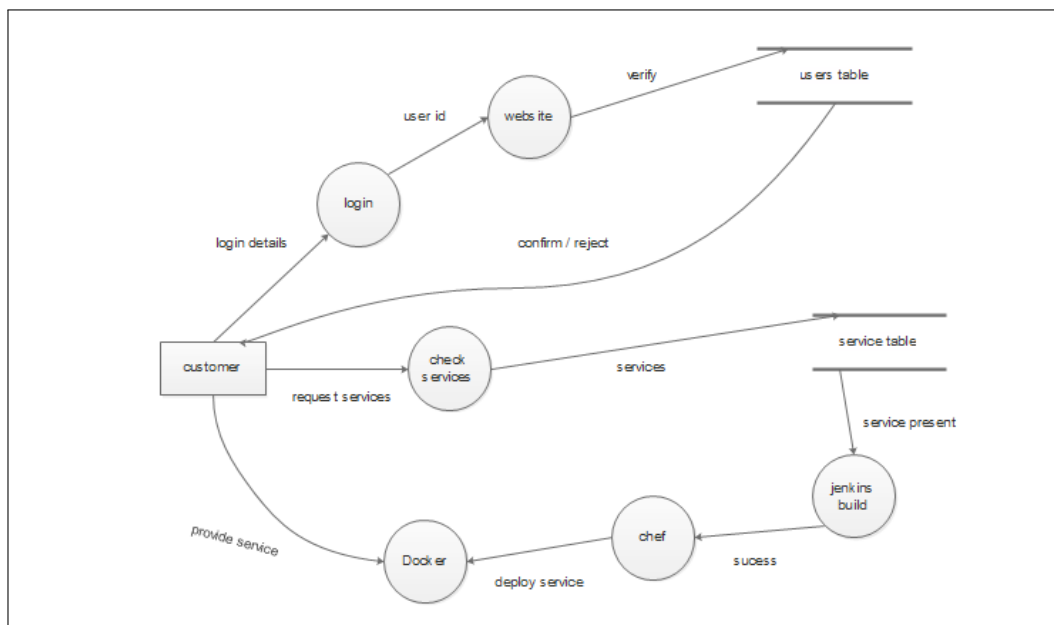 users table
verify
website
user id
login
login details
confirm / reject
customer
request services
check
services
services
service table
service present
jenkins
build
sucess
chef
deploy service
Docker
provide service